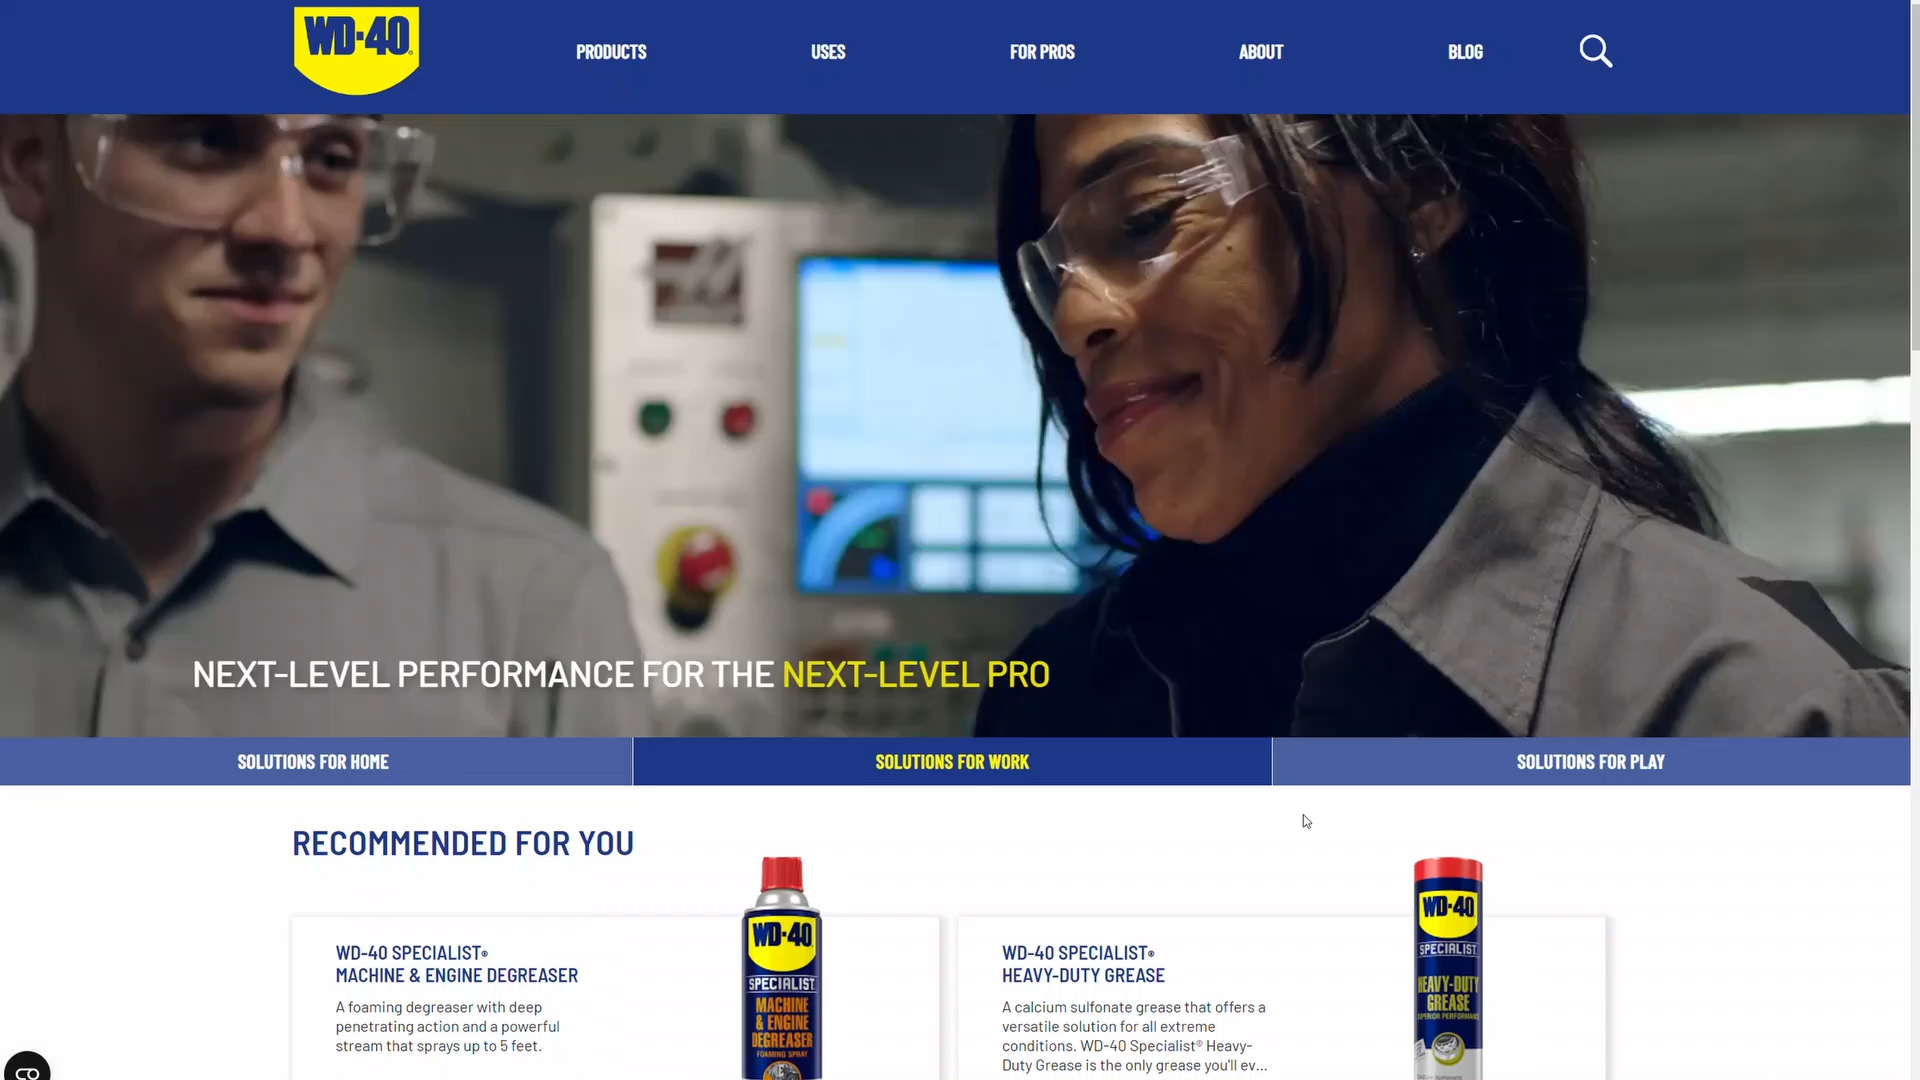 WD-40
PRODUCTS
USES
FOR PROS
ABOUT
BLOG
NEXT-LEVEL PERFORMANCE FOR THE NEXT-LEVEL PRO
SOLUTIONS FOR HOME
SOLUTIONS FOR WORK
SOLUTIONS FOR PLAY
RECOMMENDED FOR YOU
WD-40 SPECIALIST®
MACHINE & ENGINE DEGREASER
A foaming degreaser with deep
penetrating action and a powerful
stream that sprays up to 5 feet.
WD-40
SPECIALIST
MACHINE
& ENGINE
DEGREASER
FOAMING SPRAY
WD-40 SPECIALIST®
HEAVY-DUTY GREASE
A calcium sulfonate grease that offers a
versatile solution for all extreme
conditions. WD-40 Specialist® Heavy-
Duty Grease is the only grease you'll ev...
WD-40
SPECIALIST
HEAVY-DUTY
GREASE
SUPERIOR PERFORMANCE